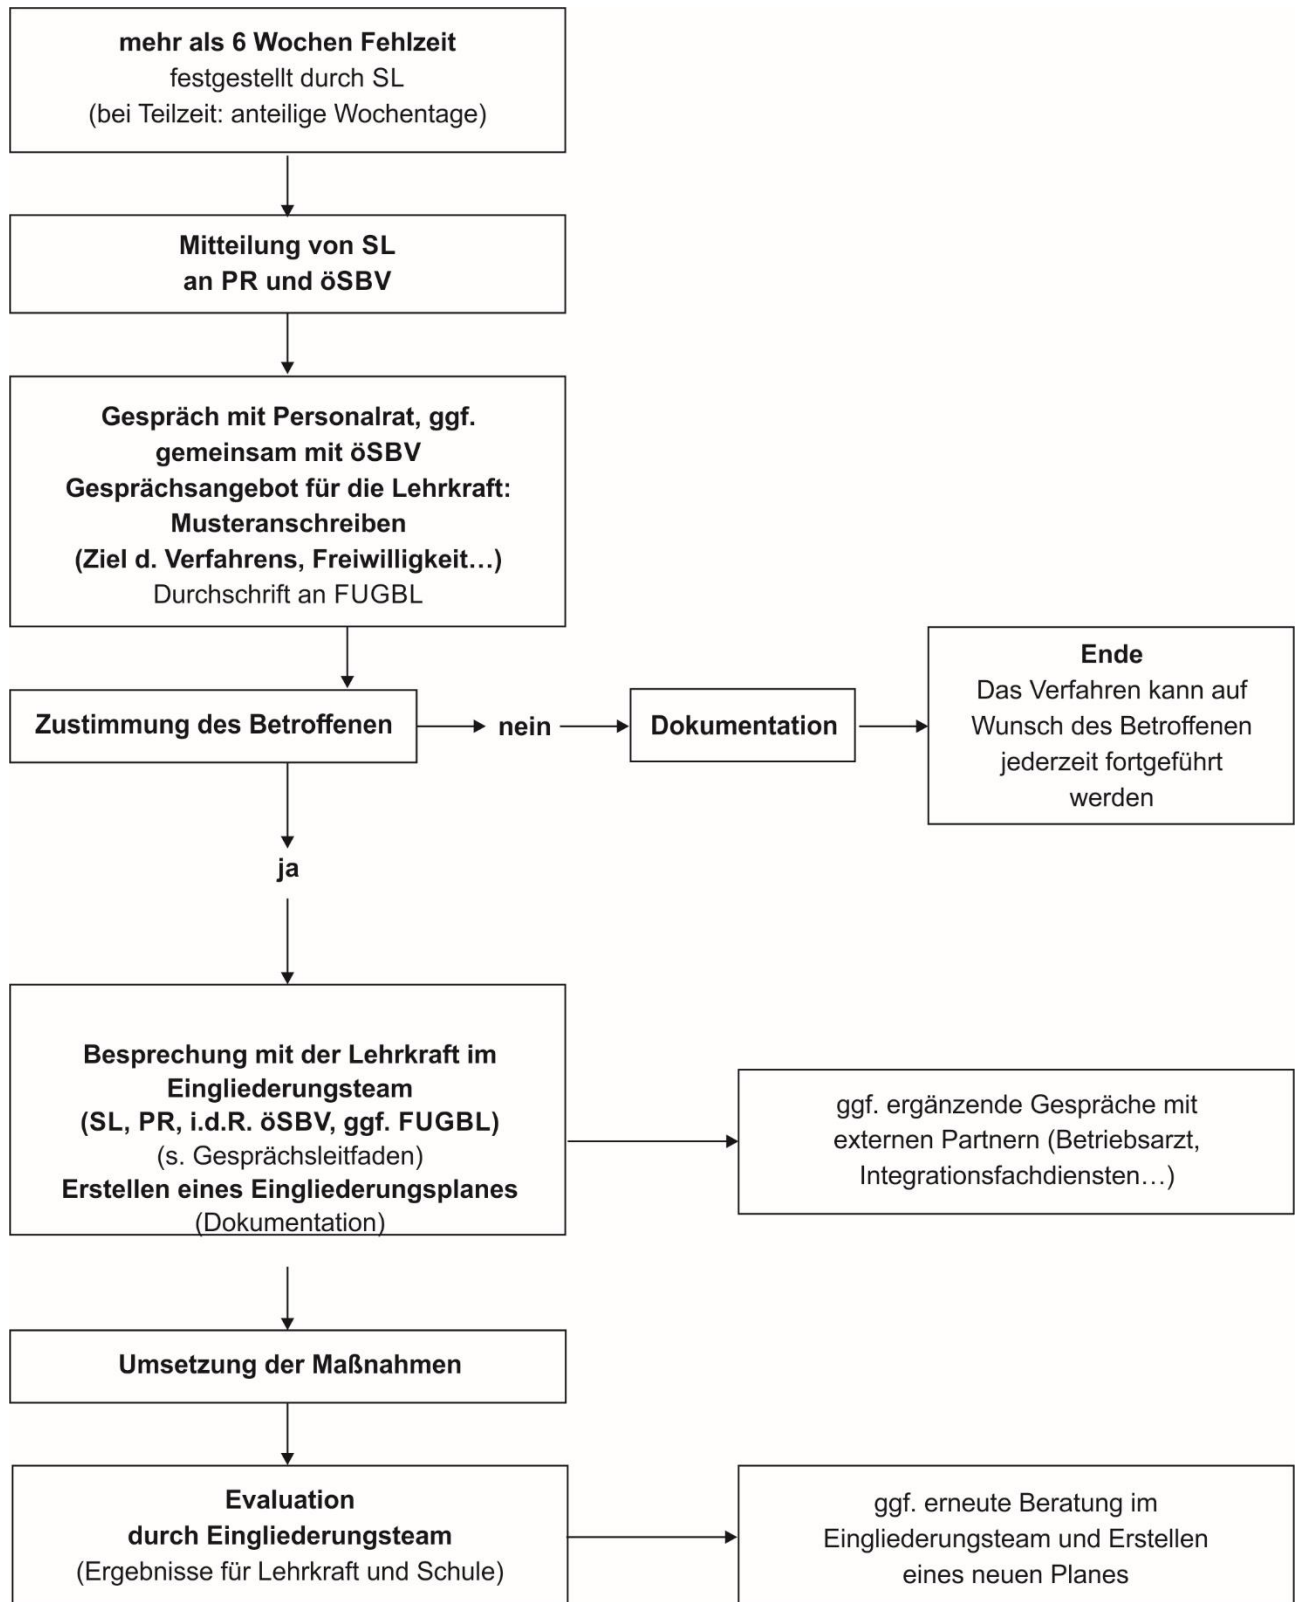 mehr als 6 Wochen Fehlzeit
festgestellt durch SL
(bei Teilzeit: anteilige Wochentage)
Mitteilung von SL
an PR und öSBV
Gespräch mit Personalrat, ggf.
gemeinsam mit öSBV
Gesprächsangebot für die Lehrkraft:
Musteranschreiben
(Ziel d. Verfahrens, Freiwilligkeit…)
Durchschrift an FUGBL
Zustimmung des Betroffenen
nein
Dokumentation
Ende
Das Verfahren kann auf
Wunsch des Betroffenen
jederzeit fortgeführt
werden
ja
Besprechung mit der Lehrkraft im
Eingliederungsteam
(SL, PR, i.d.R. öSBV, ggf. FUGBL)
(s. Gesprächsleitfaden)
Erstellen eines Eingliederungsplanes
(Dokumentation)
ggf. ergänzende Gespräche mit
externen Partnern (Betriebsarzt,
Integrationsfachdiensten…)
Umsetzung der Maßnahmen
Evaluation
durch Eingliederungsteam
(Ergebnisse für Lehrkraft und Schule)
ggf. erneute Beratung im
Eingliederungsteam und Erstellen
eines neuen Planes